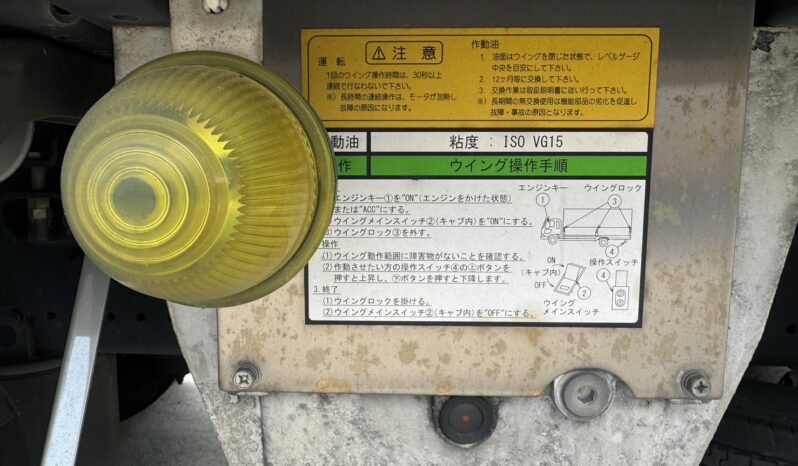 注意
運転
1回のウイング操作時間は、30秒以上
連続で行なわないで下さい。
※)長時間の連続操作は、モータが加熱し
故障の原因になります。
作動油
1. 油面はウイングを閉じた状態で、レベルゲージ
中央を目安にして下さい。
2. 12ヶ月毎に交換して下さい。
3. 交換作業は取扱説明書に従い行って下さい。
※)長期間の無交換使用は機能部品の劣化を促進し
故障・事故の原因となります。
動油 粘度 : ISO VG15
作 ウイング操作手順
エンジンキー①を"ON"(エンジンをかけた状態)
または"ACC"にする。
ウイングメインスイッチ②(キャブ内)を"ON"にする。
3)ウイングロック③を外す。
操作
(1)ウイング動作範囲に障害物がないことを確認する。
(2)作動させたい方の操作スイッチ④の㊤ボタンを
押すと上昇し、㊦ボタンを押すと下降します。
3.終了
(1)ウイングロックを掛ける。
(2)ウイングメインスイッチ②(キャブ内)を"OFF"にする。
エンジンキー ウイングロック
① ③
④
操作スイッチ
ON
(キャブ内)
OFF
② ④
ウイング
メインスイッチ